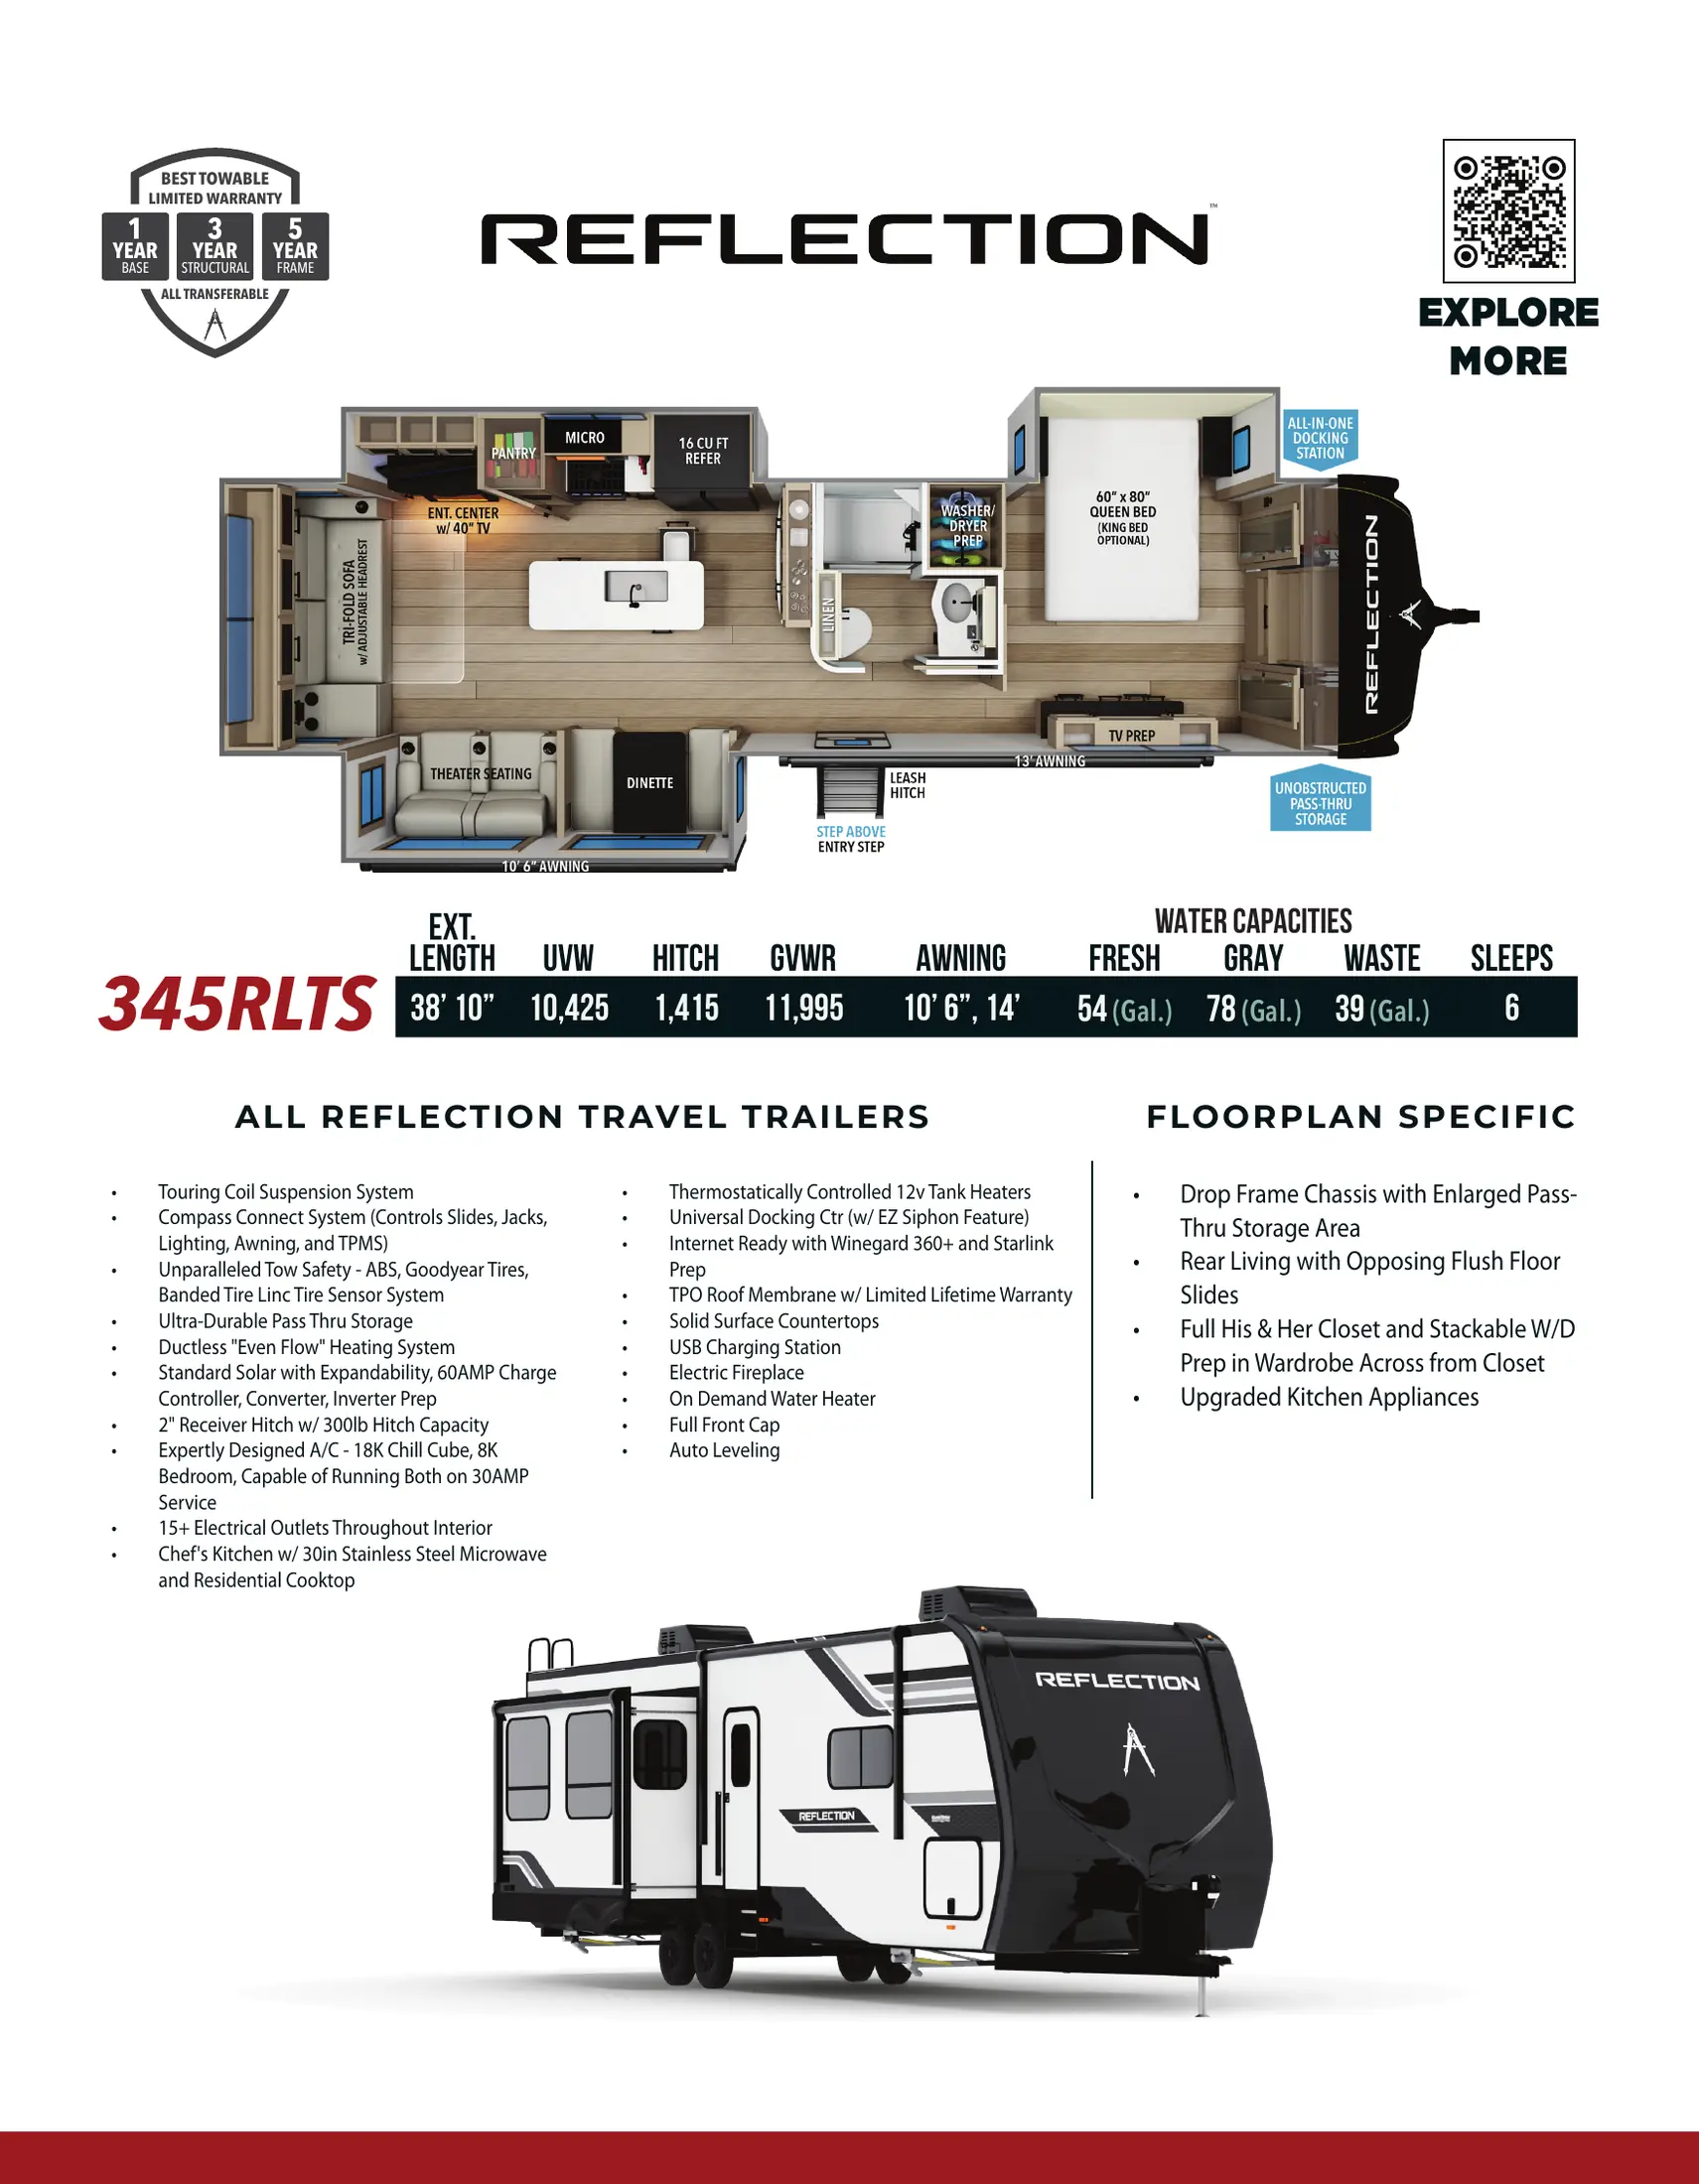 BEST TOWABLE
LIMITED WARRANTY
1 YEAR BASE
3 YEAR STRUCTURAL
5 YEAR FRAME
ALL TRANSFERABLE
REFLECTION™
EXPLORE
MORE
PANTRY
MICRO
16 CU FT
REFER
ENT. CENTER
w/ 40" TV
TRI-FOLD SOFA
w/ ADJUSTABLE HEADREST
WASHER/
DRYER
PREP
LINEN
60" x 80"
QUEEN BED
(KING BED
OPTIONAL)
ALL-IN-ONE
DOCKING
STATION
REFLECTION
THEATER SEATING
DINETTE
TV PREP
13' AWNING
LEASH
HITCH
STEP ABOVE
ENTRY STEP
UNOBSTRUCTED
PASS-THRU
STORAGE
10' 6" AWNING
WATER CAPACITIES
EXT.
LENGTH UVW HITCH GVWR AWNING FRESH GRAY WASTE SLEEPS
345RLTS 38' 10" 10,425 1,415 11,995 10' 6", 14' 54 (Gal.) 78 (Gal.) 39 (Gal.) 6
ALL REFLECTION TRAVEL TRAILERS
• Touring Coil Suspension System
• Compass Connect System (Controls Slides, Jacks,
Lighting, Awning, and TPMS)
• Unparalleled Tow Safety - ABS, Goodyear Tires,
Banded Tire Linc Tire Sensor System
• Ultra-Durable Pass Thru Storage
• Ductless "Even Flow" Heating System
• Standard Solar with Expandability, 60AMP Charge
Controller, Converter, Inverter Prep
• 2" Receiver Hitch w/ 300lb Hitch Capacity
• Expertly Designed A/C - 18K Chill Cube, 8K
Bedroom, Capable of Running Both on 30AMP
Service
• 15+ Electrical Outlets Throughout Interior
• Chef's Kitchen w/ 30in Stainless Steel Microwave
and Residential Cooktop
• Thermostatically Controlled 12v Tank Heaters
• Universal Docking Ctr (w/ EZ Siphon Feature)
• Internet Ready with Winegard 360+ and Starlink
Prep
• TPO Roof Membrane w/ Limited Lifetime Warranty
• Solid Surface Countertops
• USB Charging Station
• Electric Fireplace
• On Demand Water Heater
• Full Front Cap
• Auto Leveling
FLOORPLAN SPECIFIC
• Drop Frame Chassis with Enlarged Pass-
Thru Storage Area
• Rear Living with Opposing Flush Floor
Slides
• Full His & Her Closet and Stackable W/D
Prep in Wardrobe Across from Closet
• Upgraded Kitchen Appliances
REFLECTION
REFLECTION